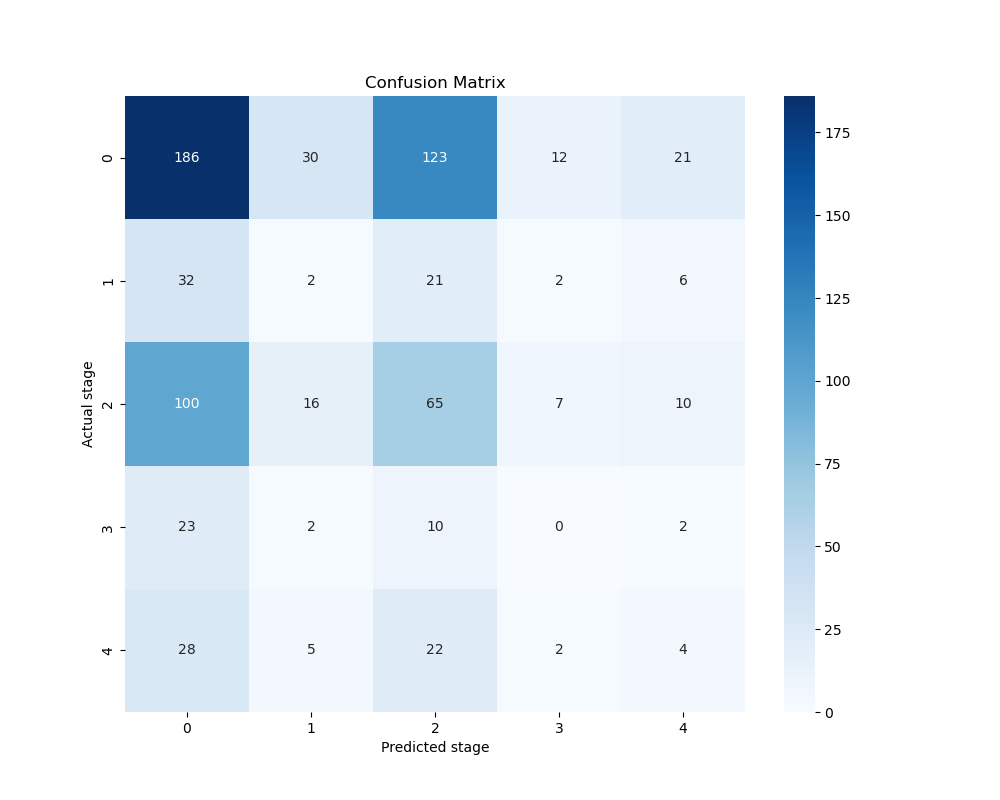 Confusion Matrix
0 186 30 123 12 21
1 32 2 21 2 6
2 100 16 65 7 10
3 23 2 10 0 2
4 28 5 22 2 4
0 1 2 3 4
Predicted stage
Actual stage
175
150
125
100
75
50
25
0